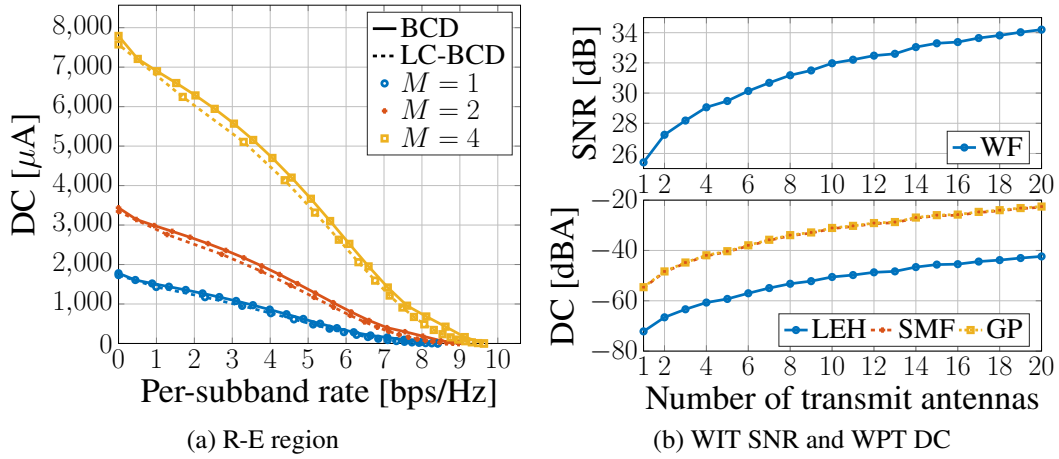 8,000
7,000
6,000
5,000
4,000
3,000
2,000
1,000
0
DC [μA]
BCD
LC-BCD
M = 1
M = 2
M = 4
0 1 2 3 4 5 6 7 8 9 10
Per-subband rate [bps/Hz]
(a) R-E region
34
32
30
28
26
SNR [dB]
WF
1 2 4 6 8 10 12 14 16 18 20
−20
−40
−60
−80
DC [dBA]
LEH SMF GP
1 2 4 6 8 10 12 14 16 18 20
Number of transmit antennas
(b) WIT SNR and WPT DC